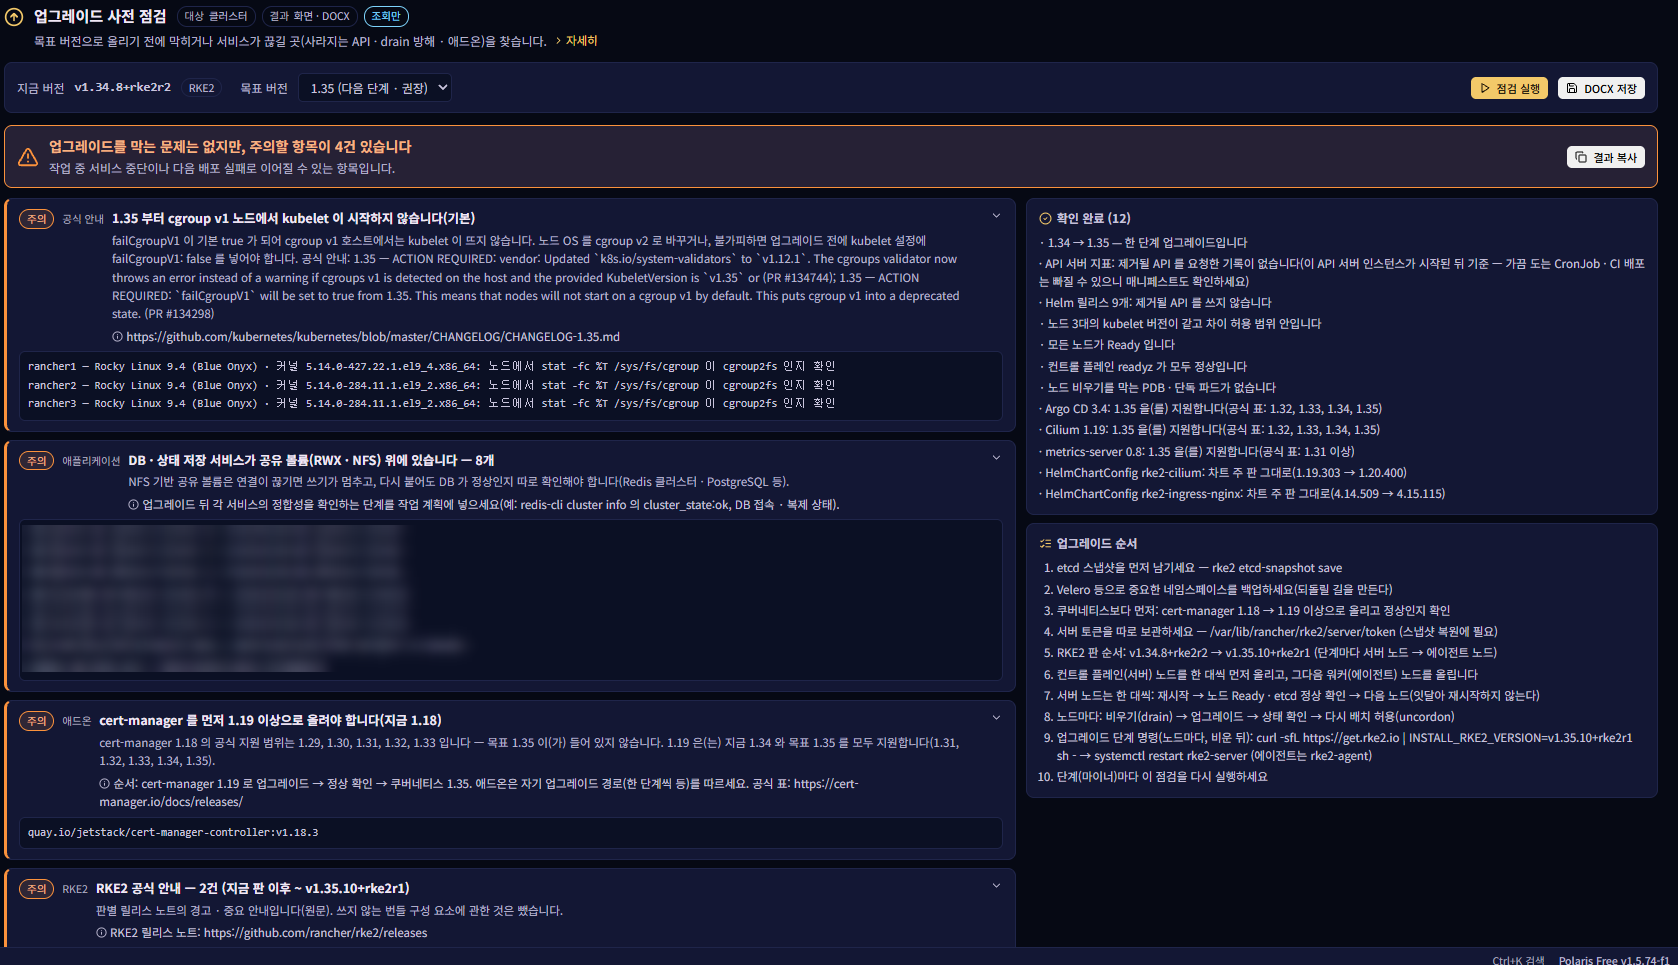 업그레이드 사전 점검 대상 클러스터 결과 화면 · DOCX 조회만
목표 버전으로 올리기 전에 막히거나 서비스가 끊길 곳(사라지는 API · drain 방해 · 애드온)을 찾습니다. › 자세히
지금 버전 v1.34.8+rke2r2 RKE2 목표 버전 1.35 (다음 단계 · 권장) 점검 실행 DOCX 저장
업그레이드를 막는 문제는 없지만, 주의할 항목이 4건 있습니다
작업 중 서비스 중단이나 다음 배포 실패로 이어질 수 있는 항목입니다.
결과 복사
주의 공식 안내 1.35 부터 cgroup v1 노드에서 kubelet 이 시작하지 않습니다(기본)
failCgroupV1 이 기본 true 가 되어 cgroup v1 호스트에서는 kubelet 이 뜨지 않습니다. 노드 OS 를 cgroup v2 로 바꾸거나, 불가피하면 업그레이드 전에 kubelet 설정에
failCgroupV1: false 를 넣어야 합니다. 공식 안내: 1.35 — ACTION REQUIRED: vendor: Updated `k8s.io/system-validators` to `v1.12.1`. The cgroups validator now
throws an error instead of a warning if cgroups v1 is detected on the host and the provided KubeletVersion is `v1.35` or (PR #134744); 1.35 — ACTION
REQUIRED: `failCgroupV1` will be set to true from 1.35. This means that nodes will not start on a cgroup v1 by default. This puts cgroup v1 into a deprecated
state. (PR #134298)
https://github.com/kubernetes/kubernetes/blob/master/CHANGELOG/CHANGELOG-1.35.md
rancher1 — Rocky Linux 9.4 (Blue Onyx) · 커널 5.14.0-427.22.1.el9_4.x86_64: 노드에서 stat -fc %T /sys/fs/cgroup 이 cgroup2fs 인지 확인
rancher2 — Rocky Linux 9.4 (Blue Onyx) · 커널 5.14.0-284.11.1.el9_2.x86_64: 노드에서 stat -fc %T /sys/fs/cgroup 이 cgroup2fs 인지 확인
rancher3 — Rocky Linux 9.4 (Blue Onyx) · 커널 5.14.0-284.11.1.el9_2.x86_64: 노드에서 stat -fc %T /sys/fs/cgroup 이 cgroup2fs 인지 확인
주의 애플리케이션 DB · 상태 저장 서비스가 공유 볼륨(RWX · NFS) 위에 있습니다 — 8개
NFS 기반 공유 볼륨은 연결이 끊기면 쓰기가 멈추고, 다시 붙어도 DB 가 정상인지 따로 확인해야 합니다(Redis 클러스터 · PostgreSQL 등).
업그레이드 뒤 각 서비스의 정합성을 확인하는 단계를 작업 계획에 넣으세요(예: redis-cli cluster info 의 cluster_state:ok, DB 접속 · 복제 상태).
주의 애드온 cert-manager 를 먼저 1.19 이상으로 올려야 합니다(지금 1.18)
cert-manager 1.18 의 공식 지원 범위는 1.29, 1.30, 1.31, 1.32, 1.33 입니다 — 목표 1.35 이(가) 들어 있지 않습니다. 1.19 은(는) 지금 1.34 와 목표 1.35 를 모두 지원합니다(1.31,
1.32, 1.33, 1.34, 1.35).
순서: cert-manager 1.19 로 업그레이드 → 정상 확인 → 쿠버네티스 1.35. 애드온은 자기 업그레이드 경로(한 단계씩 등)를 따르세요. 공식 표: https://cert-
manager.io/docs/releases/
quay.io/jetstack/cert-manager-controller:v1.18.3
주의 RKE2 RKE2 공식 안내 — 2건 (지금 판 이후 ~ v1.35.10+rke2r1)
판별 릴리스 노트의 경고 · 중요 안내입니다(원문). 쓰지 않는 번들 구성 요소에 관한 것은 뺐습니다.
RKE2 릴리스 노트: https://github.com/rancher/rke2/releases
확인 완료 (12)
· 1.34 → 1.35 — 한 단계 업그레이드입니다
· API 서버 지표: 제거될 API 를 요청한 기록이 없습니다(이 API 서버 인스턴스가 시작된 뒤 기준 — 가끔 도는 CronJob · CI 배포
는 빠질 수 있으니 매니페스트도 확인하세요)
· Helm 릴리스 9개: 제거될 API 를 쓰지 않습니다
· 노드 3대의 kubelet 버전이 같고 차이 허용 범위 안입니다
· 모든 노드가 Ready 입니다
· 컨트롤 플레인 readyz 가 모두 정상입니다
· 노드 비우기를 막는 PDB · 단독 파드가 없습니다
· Argo CD 3.4: 1.35 을(를) 지원합니다(공식 표: 1.32, 1.33, 1.34, 1.35)
· Cilium 1.19: 1.35 을(를) 지원합니다(공식 표: 1.32, 1.33, 1.34, 1.35)
· metrics-server 0.8: 1.35 을(를) 지원합니다(공식 표: 1.31 이상)
· HelmChartConfig rke2-cilium: 차트 주 판 그대로(1.19.303 → 1.20.400)
· HelmChartConfig rke2-ingress-nginx: 차트 주 판 그대로(4.14.509 → 4.15.115)
업그레이드 순서
1. etcd 스냅샷을 먼저 남기세요 — rke2 etcd-snapshot save
2. Velero 등으로 중요한 네임스페이스를 백업하세요(되돌릴 길을 만든다)
3. 쿠버네티스보다 먼저: cert-manager 1.18 → 1.19 이상으로 올리고 정상인지 확인
4. 서버 토큰을 따로 보관하세요 — /var/lib/rancher/rke2/server/token (스냅샷 복원에 필요)
5. RKE2 판 순서: v1.34.8+rke2r2 → v1.35.10+rke2r1 (단계마다 서버 노드 → 에이전트 노드)
6. 컨트롤 플레인(서버) 노드를 한 대씩 먼저 올리고, 그다음 워커(에이전트) 노드를 올립니다
7. 서버 노드는 한 대씩: 재시작 → 노드 Ready · etcd 정상 확인 → 다음 노드(잇달아 재시작하지 않는다)
8. 노드마다: 비우기(drain) → 업그레이드 → 상태 확인 → 다시 배치 허용(uncordon)
9. 업그레이드 단계 명령(노드마다, 비운 뒤): curl -sfL https://get.rke2.io | INSTALL_RKE2_VERSION=v1.35.10+rke2r1
sh - → systemctl restart rke2-server (에이전트는 rke2-agent)
10. 단계(마이너)마다 이 점검을 다시 실행하세요
Ctrl+K 검색 Polaris Free v1.5.74-f1